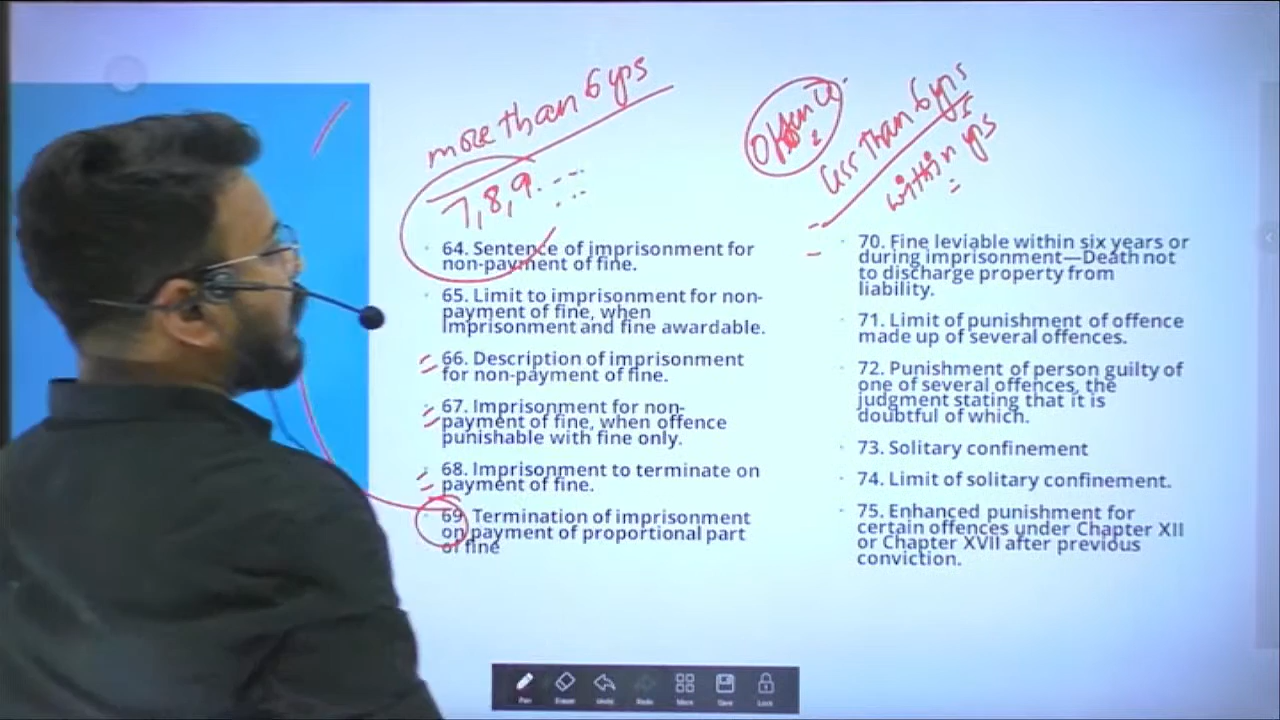 more than 6 yrs
7, 8, 9. ...
64. Sentence of imprisonment for
non-payment of fine.
65. Limit to imprisonment for non-
payment of fine, when
imprisonment and fine awardable.
66. Description of imprisonment
for non-payment of fine.
67. Imprisonment for non-
payment of fine, when offence
punishable with fine only.
68. Imprisonment to terminate on
payment of fine.
69 Termination of imprisonment
on payment of proportional part
of fine
less than 6 yrs
within yrs
70. Fine leviable within six years or
during imprisonment—Death not
to discharge property from
liability.
71. Limit of punishment of offence
made up of several offences.
72. Punishment of person guilty of
one of several offences, the
judgment stating that it is
doubtful of which.
73. Solitary confinement
74. Limit of solitary confinement.
75. Enhanced punishment for
certain offences under Chapter XII
or Chapter XVII after previous
conviction.
Pen Eraser Undo Redo More Save Lock